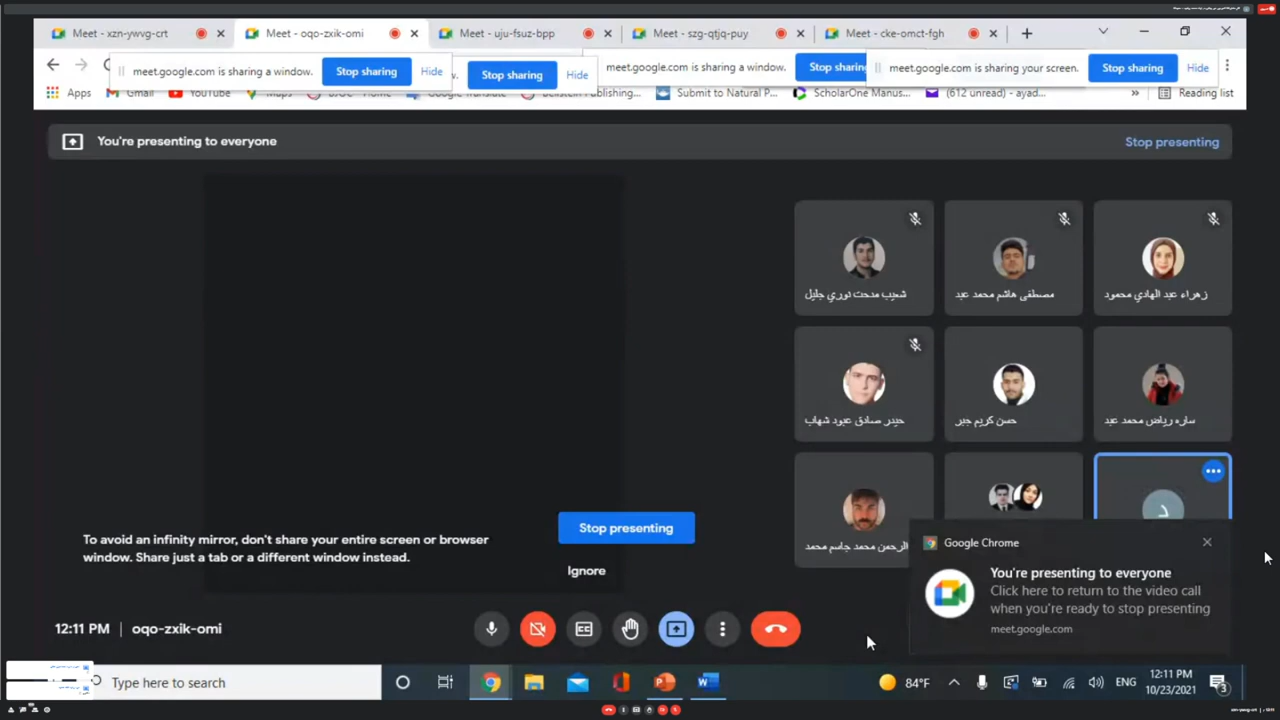 Meet - xzn-ywvg-crt
Meet - oqo-zxik-omi
Meet - uju-fsuz-bpp
Meet - szg-qtjq-puy
Meet - cke-omct-fgh
meet.google.com is sharing a window. Stop sharing Hide
w. Stop sharing Hide
meet.google.com is sharing a window. Stop sharing
meet.google.com is sharing your screen. Stop sharing Hide
Apps
Gmail
YouTube
Maps
Home
Google Translate
Beilstein Publishing...
Submit to Natural P...
ScholarOne Manus...
(612 unread) - ayad...
Reading list
You're presenting to everyone
Stop presenting
شعيب مدحت نوري جليل
مصطفى هاشم محمد عبد
زهراء عبد الهادي محمود
حيدر صادق عبود شهاب
حسن كريم جبر
ساره رياض محمد عبد
الرحمن محمد جاسم محمد
د
To avoid an infinity mirror, don't share your entire screen or browser
window. Share just a tab or a different window instead.
Stop presenting
Ignore
Google Chrome
You're presenting to everyone
Click here to return to the video call
when you're ready to stop presenting
meet.google.com
12:11 PM | oqo-zxik-omi
Type here to search
84°F
ENG
12:11 PM
10/23/2021
3